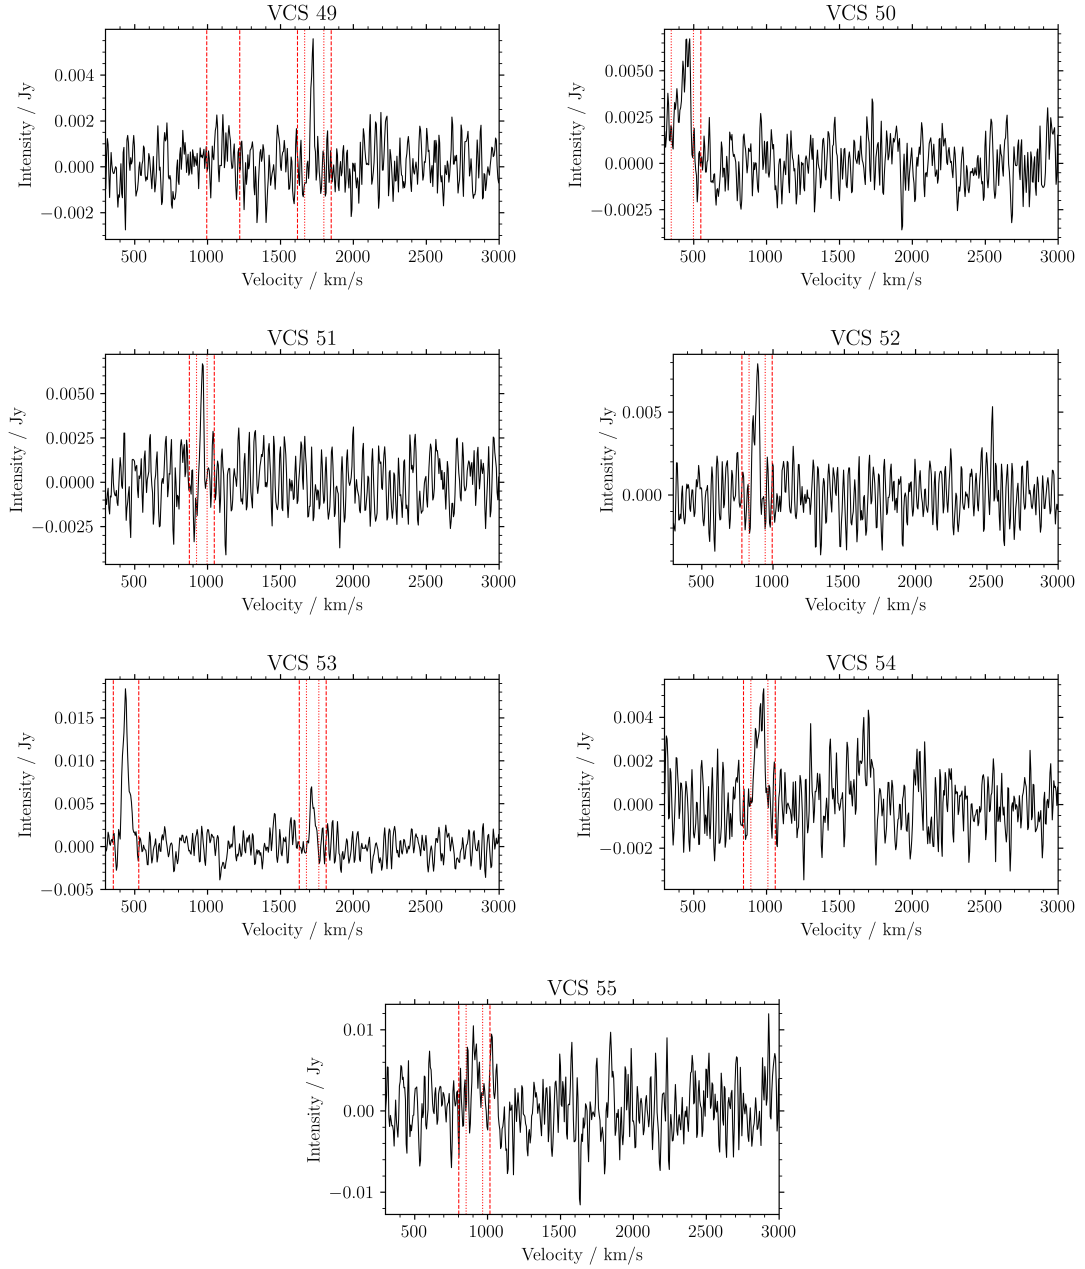 VCS 49
VCS 50
Intensity / Jy
0.004
0.002
0.000
−0.002
500 1000 1500 2000 2500 3000
Velocity / km/s
Intensity / Jy
0.0050
0.0025
0.0000
−0.0025
500 1000 1500 2000 2500 3000
Velocity / km/s
VCS 51
VCS 52
Intensity / Jy
0.0050
0.0025
0.0000
−0.0025
500 1000 1500 2000 2500 3000
Velocity / km/s
Intensity / Jy
0.005
0.000
500 1000 1500 2000 2500 3000
Velocity / km/s
VCS 53
VCS 54
Intensity / Jy
0.015
0.010
0.005
0.000
−0.005
500 1000 1500 2000 2500 3000
Velocity / km/s
Intensity / Jy
0.004
0.002
0.000
−0.002
500 1000 1500 2000 2500 3000
Velocity / km/s
VCS 55
Intensity / Jy
0.01
0.00
−0.01
500 1000 1500 2000 2500 3000
Velocity / km/s